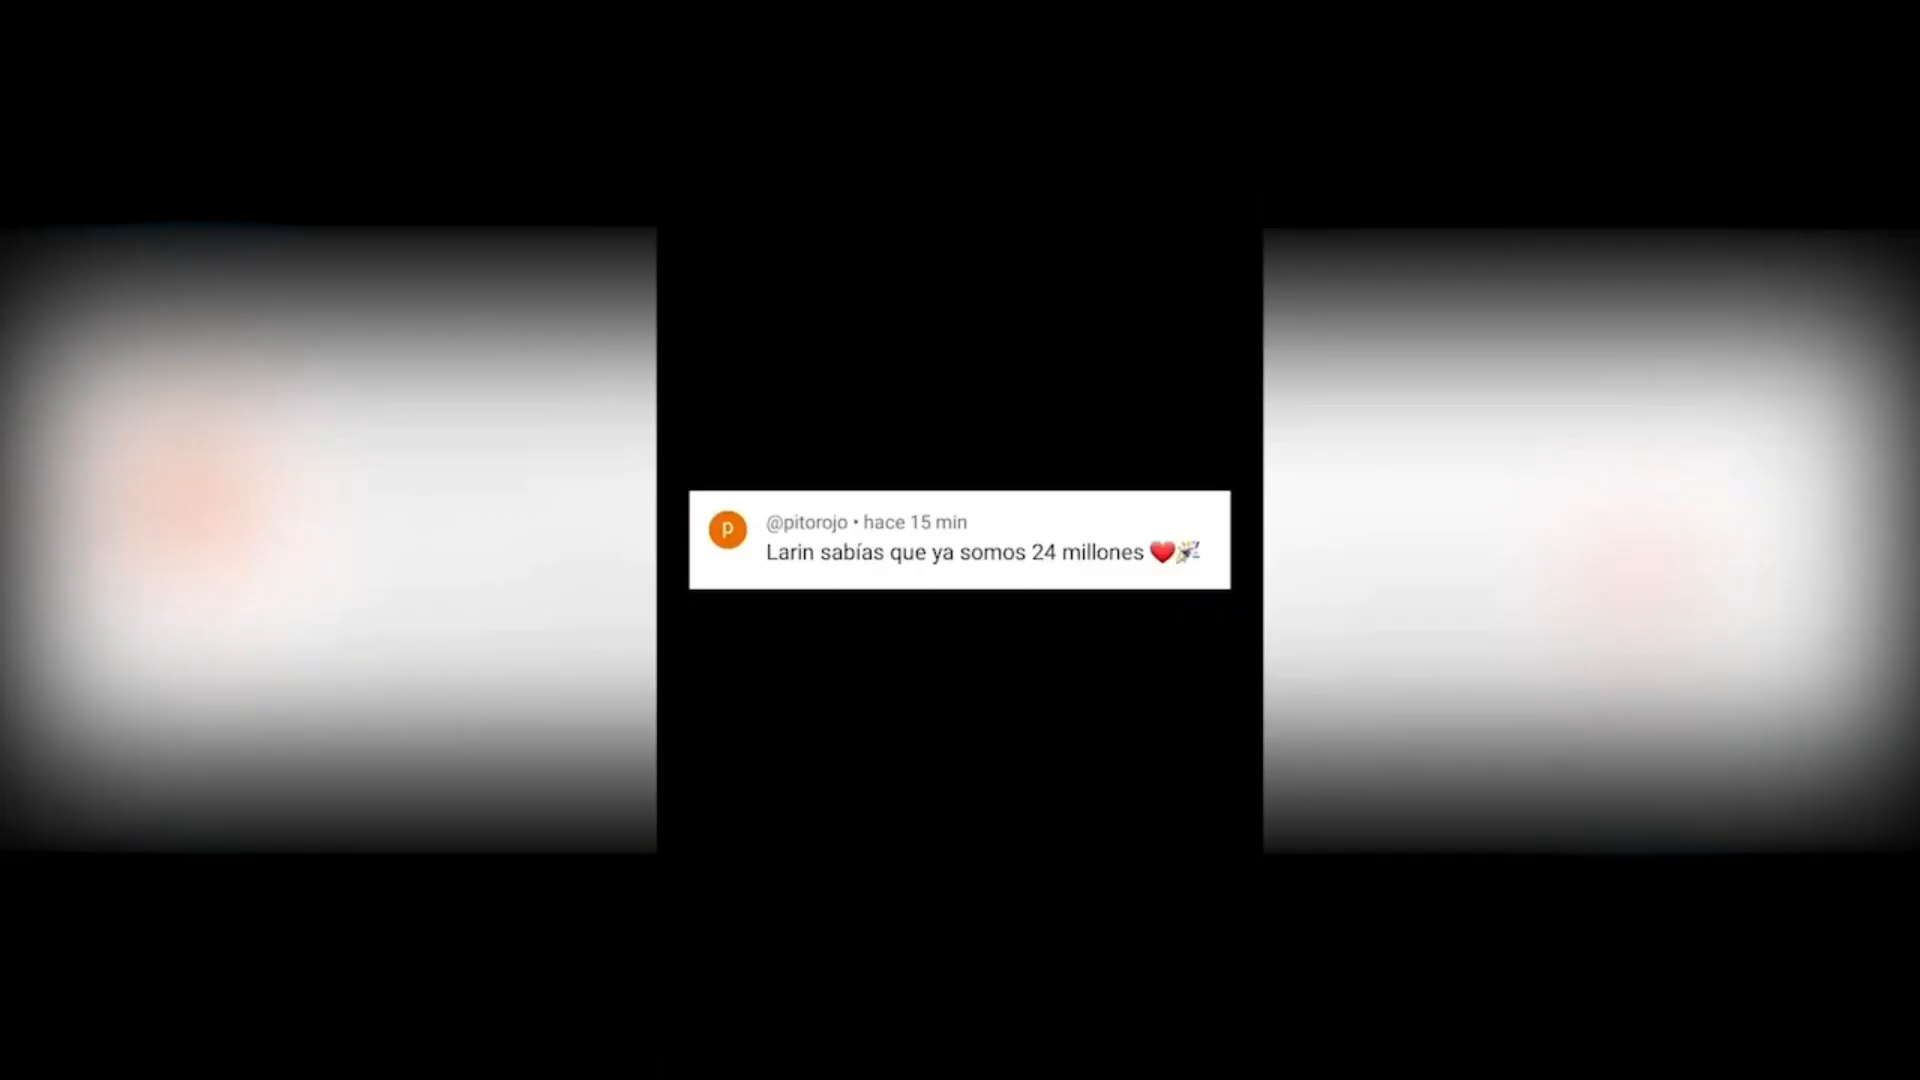 P
@pitorojo • hace 15 min
Larin sabías que ya somos 24 millones ❤️🎉